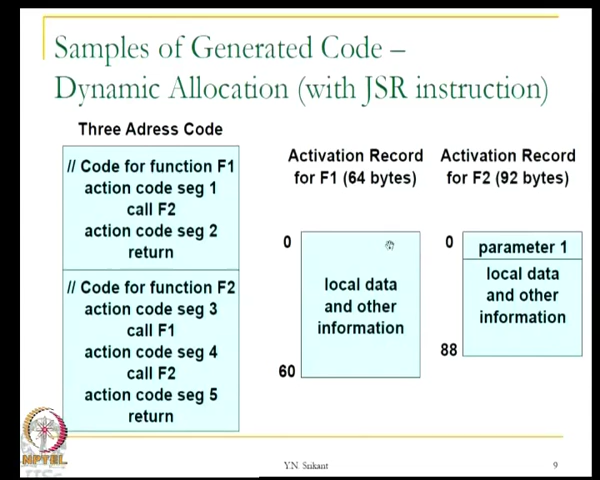 Samples of Generated Code –
Dynamic Allocation (with JSR instruction)
Three Adress Code
// Code for function F1
action code seg 1
call F2
action code seg 2
return
// Code for function F2
action code seg 3
call F1
action code seg 4
call F2
action code seg 5
return
Activation Record
for F1 (64 bytes)
0
local data
and other
information
60
Activation Record
for F2 (92 bytes)
0
parameter 1
local data
and other
information
88
NPTEL
Y.N. Srikant
9